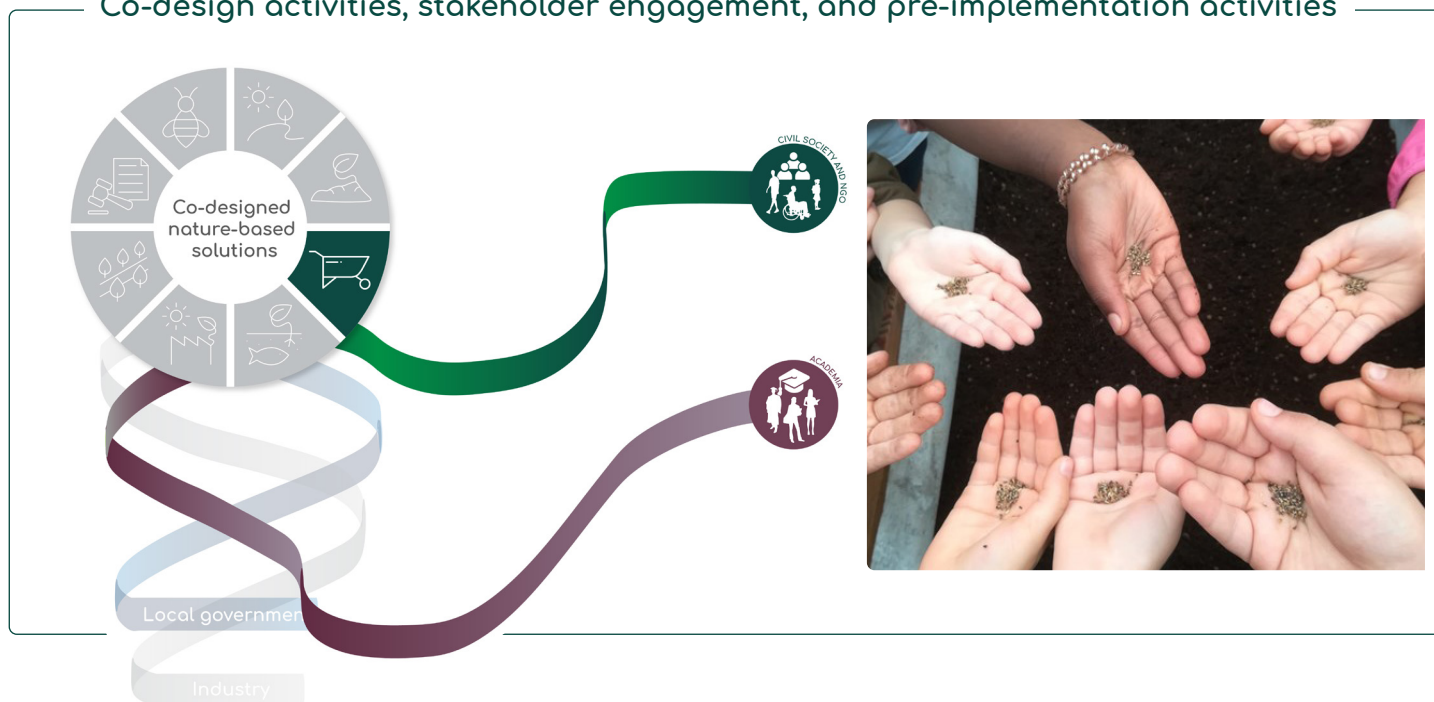 Co-design activities, stakeholder engagement, and pre-implementation activities
CIVIL SOCIETY AND NGO
Co-designed
nature-based
solutions
ACADEMIA
Local governmen
Industry